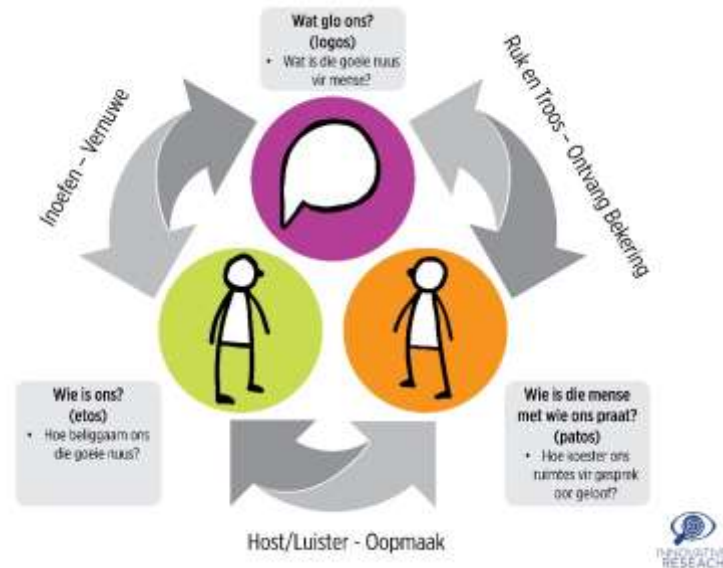 Wat glo ons?
(logos)
• Wat is die goeie nuus
vir mense?
Inoefen – Vernuwe
Ruk en Troos – Ontvang Bekering
Wie is ons?
(etos)
• Hoe beliggaam ons
die goeie nuus?
Wie is die mense
met wie ons praat?
(patos)
• Hoe koester ons
ruimtes vir gesprek
oor geloof?
Host/Luister - Oopmaak
INNOVATIVE
RESEACH